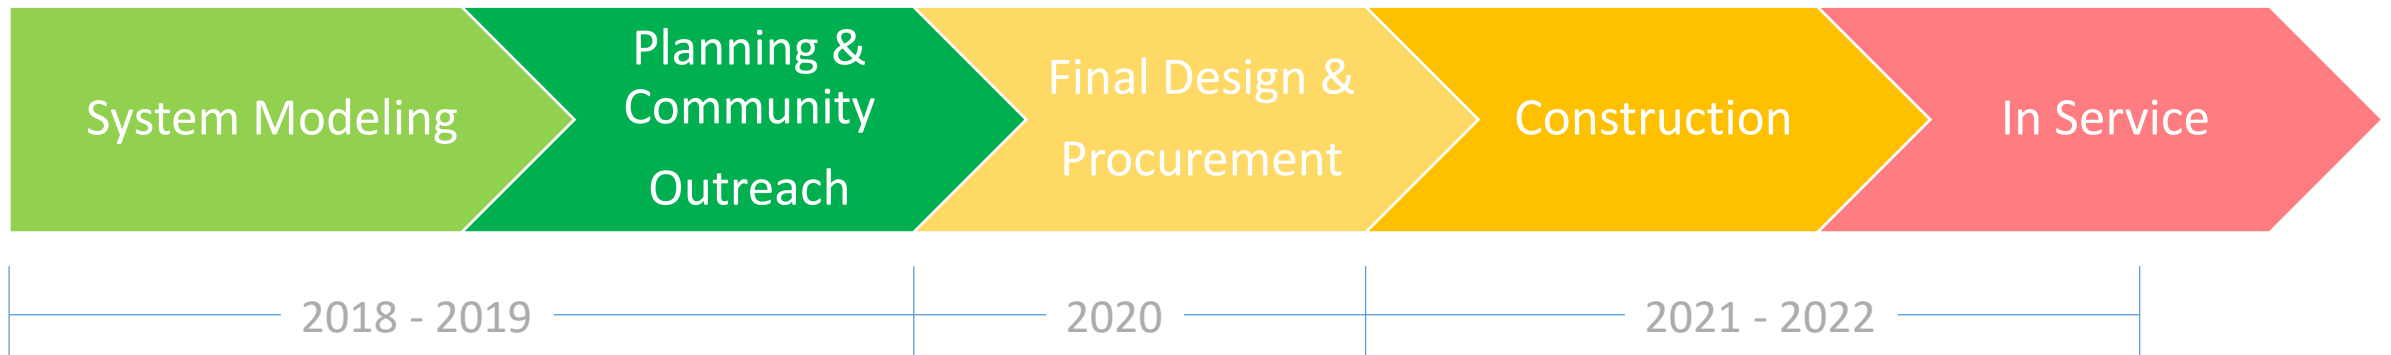 System Modeling
Planning &
Community
Outreach
Final Design &
Procurement
Construction
In Service
2018 - 2019
2020
2021 - 2022